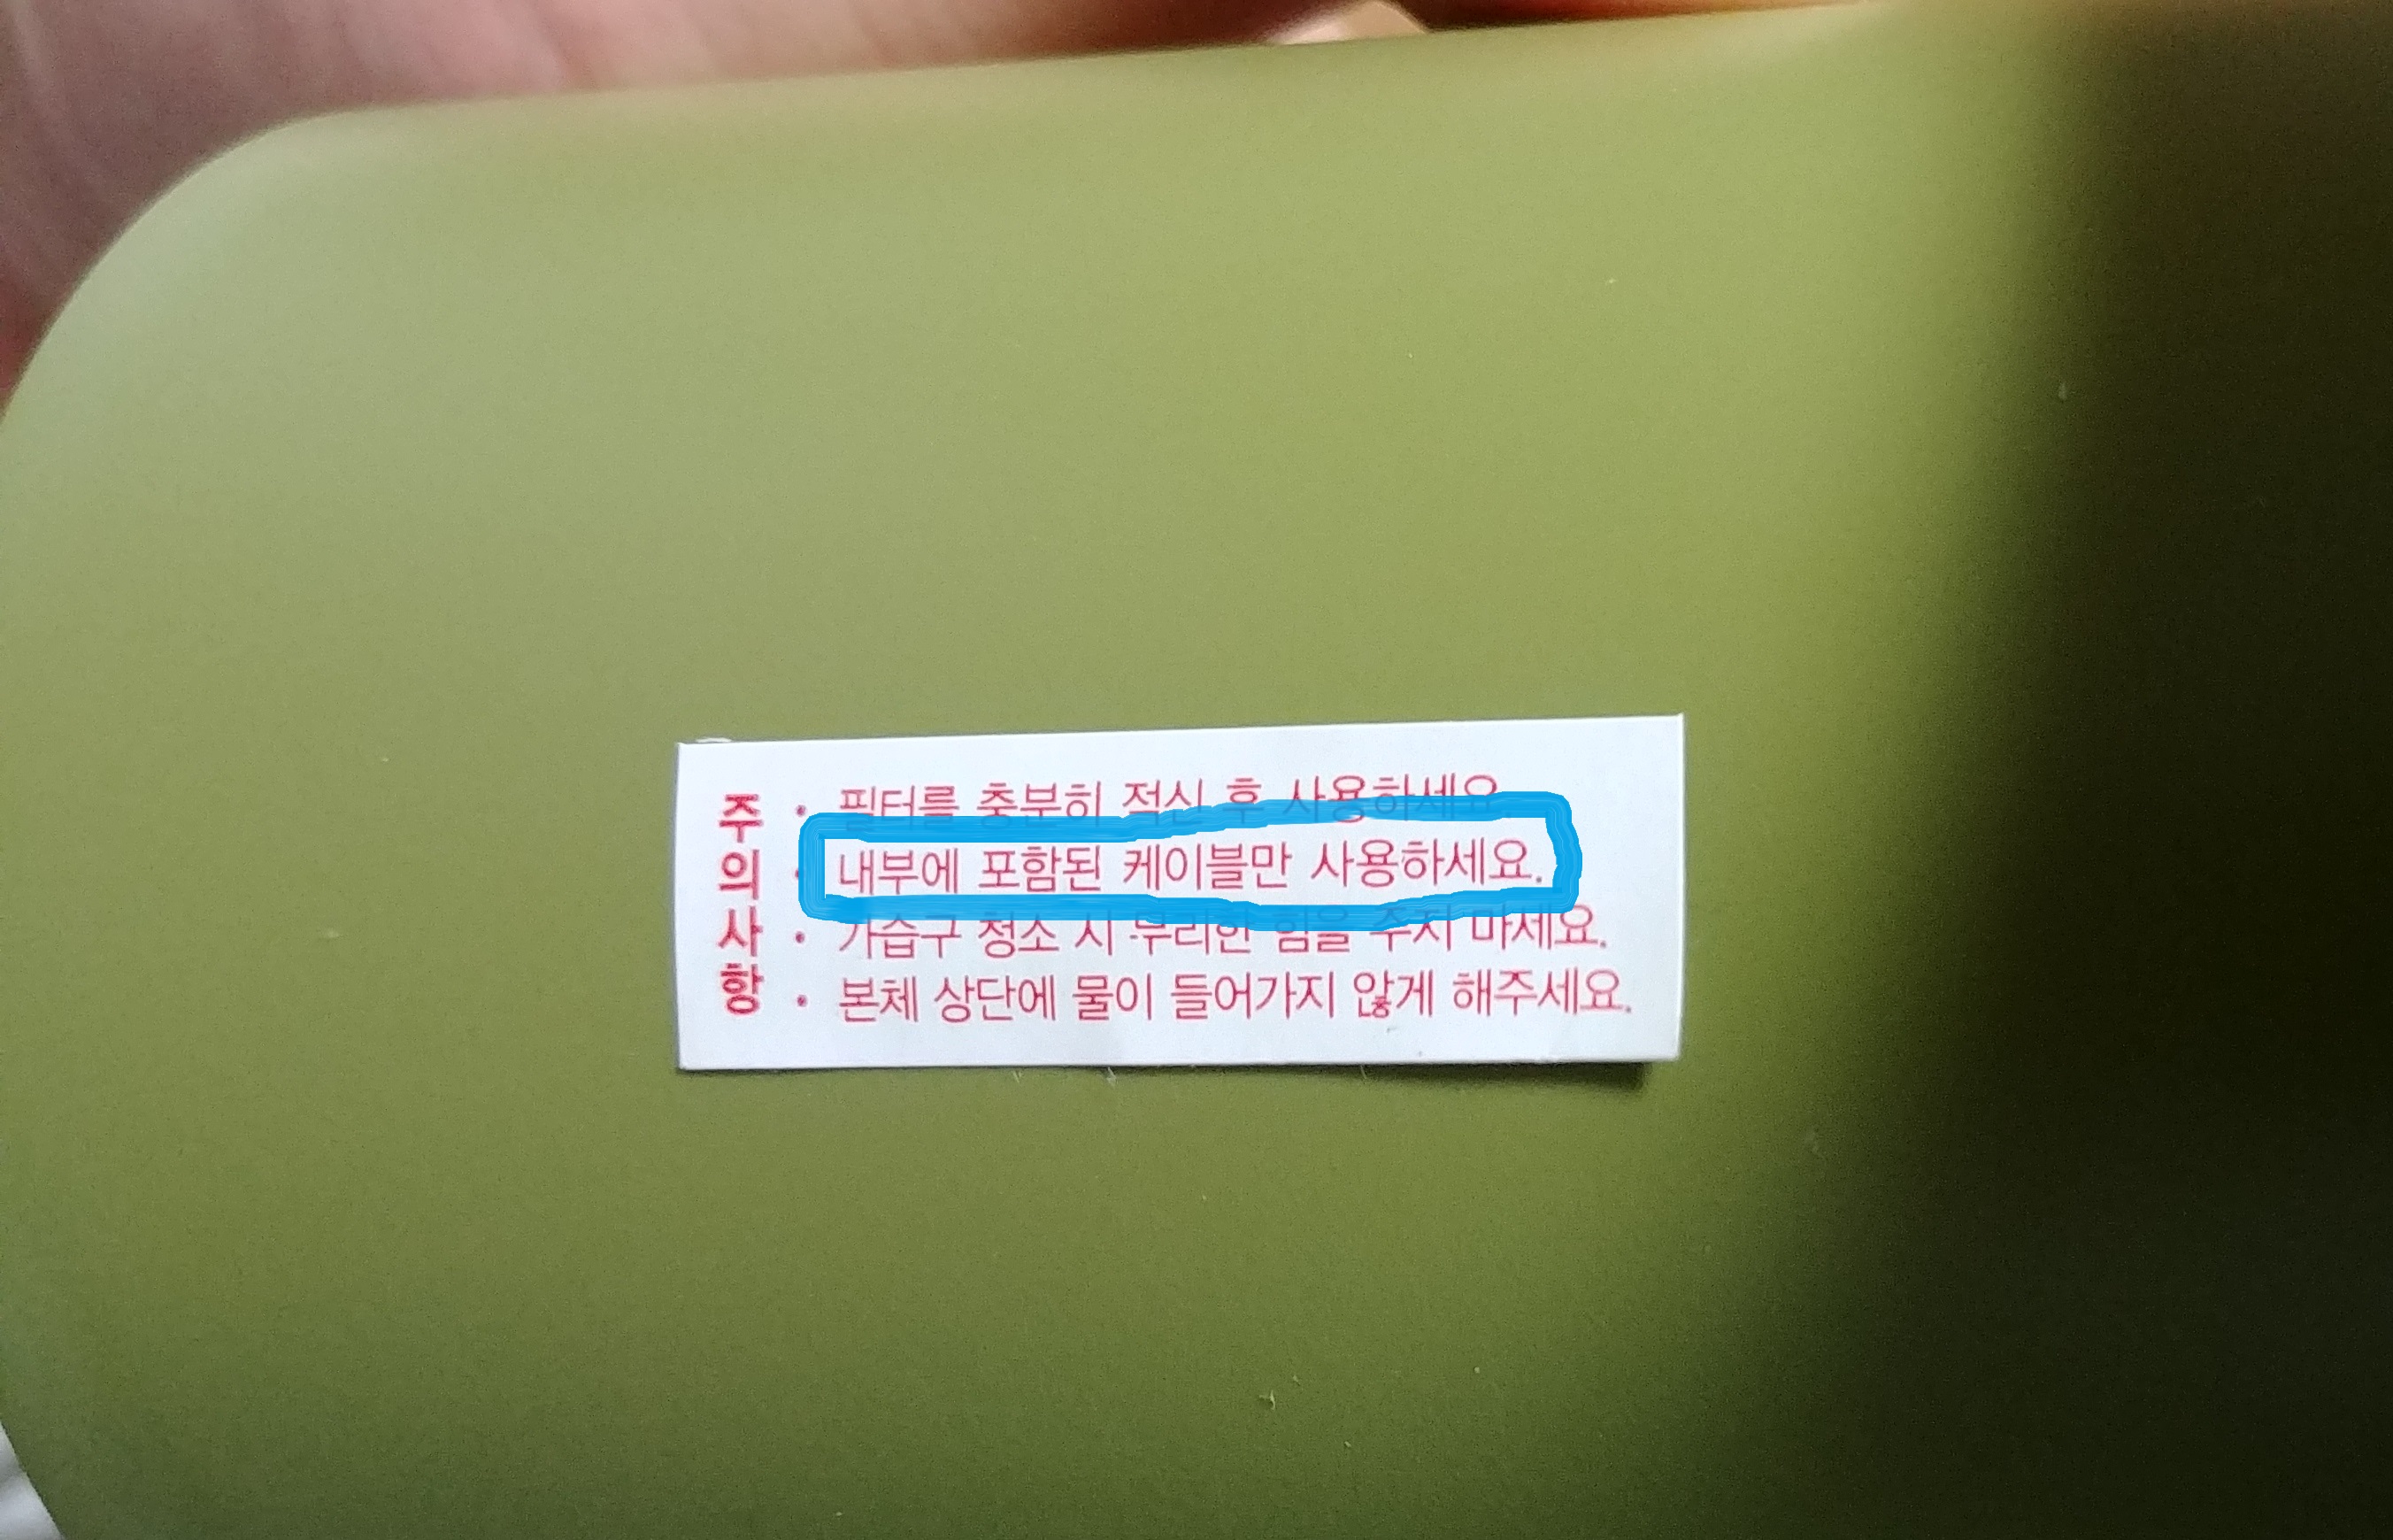 주의사항
• 필터를 충분히 적신 후 사용하세요.
• 내부에 포함된 케이블만 사용하세요.
• 가습구 청소 시 무리한 힘을 주지 마세요.
• 본체 상단에 물이 들어가지 않게 해주세요.